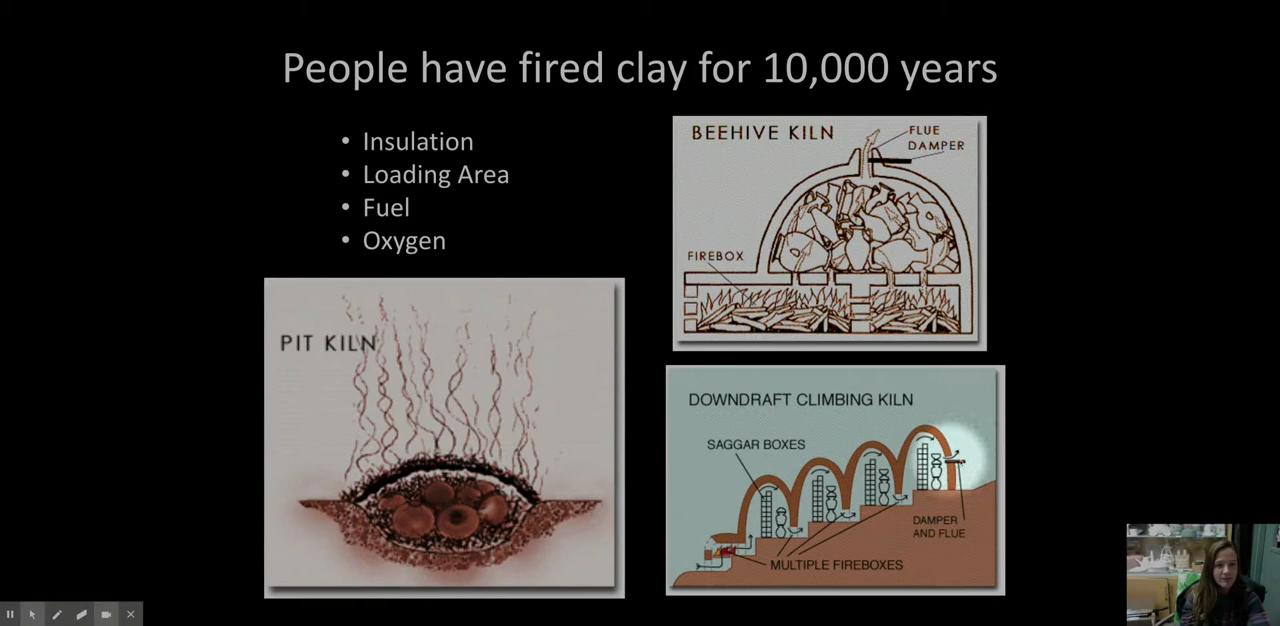 People have fired clay for 10,000 years
• Insulation
• Loading Area
• Fuel
• Oxygen
PIT KILN
BEEHIVE KILN
FLUE
DAMPER
FIREBOX
DOWNDRAFT CLIMBING KILN
SAGGAR BOXES
DAMPER
AND FLUE
MULTIPLE FIREBOXES